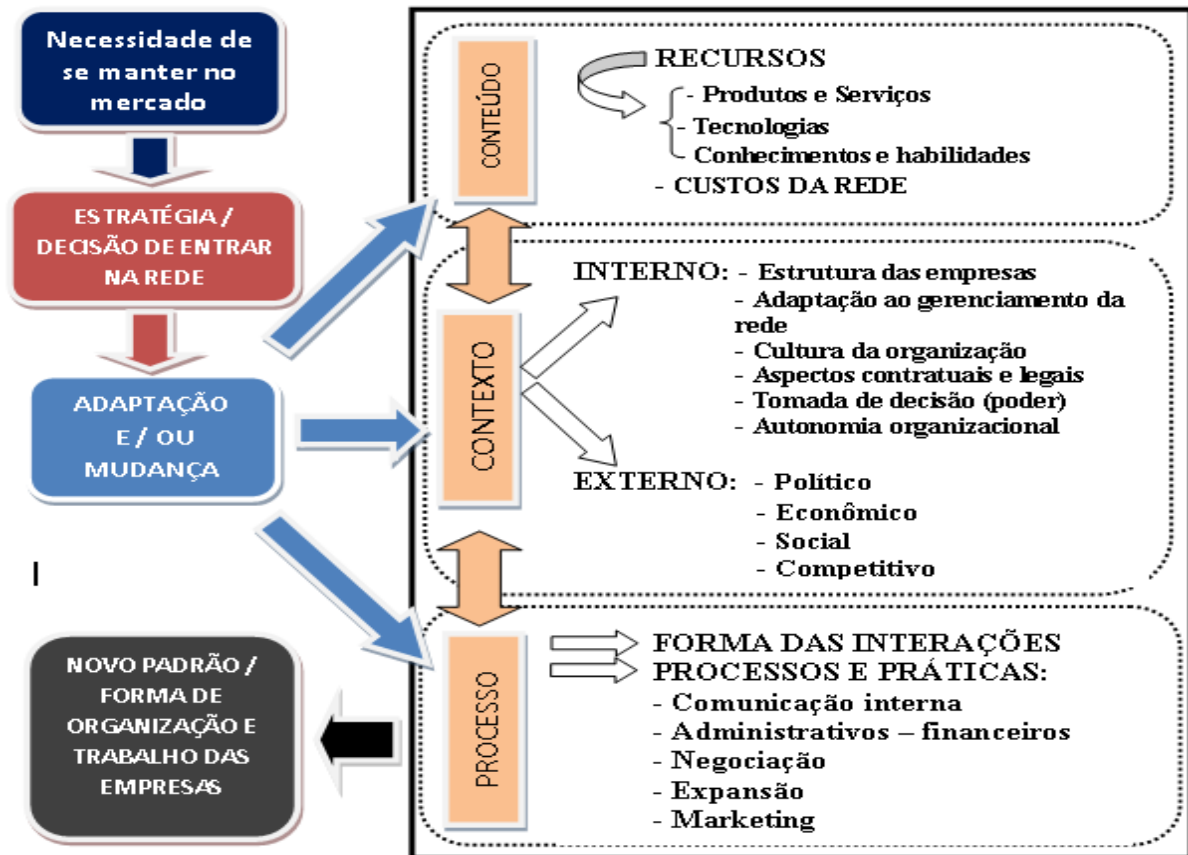 Necessidade de
se manter no
mercado
ESTRATÉGIA /
DECISÃO DE ENTRAR
NA REDE
ADAPTAÇÃO
E / OU
MUDANÇA
I
NOVO PADRÃO /
FORMA DE
ORGANIZAÇÃO E
TRABALHO DAS
EMPRESAS
CONTEÚDO
RECURSOS
- Produtos e Serviços
- Tecnologias
- Conhecimentos e habilidades
- CUSTOS DA REDE
CONTEXTO
INTERNO: - Estrutura das empresas
- Adaptação ao gerenciamento da
rede
- Cultura da organização
- Aspectos contratuais e legais
- Tomada de decisão (poder)
- Autonomia organizacional
EXTERNO: - Político
- Econômico
- Social
- Competitivo
PROCESSO
FORMA DAS INTERAÇÕES
PROCESSOS E PRÁTICAS:
- Comunicação interna
- Administrativos – financeiros
- Negociação
- Expansão
- Marketing